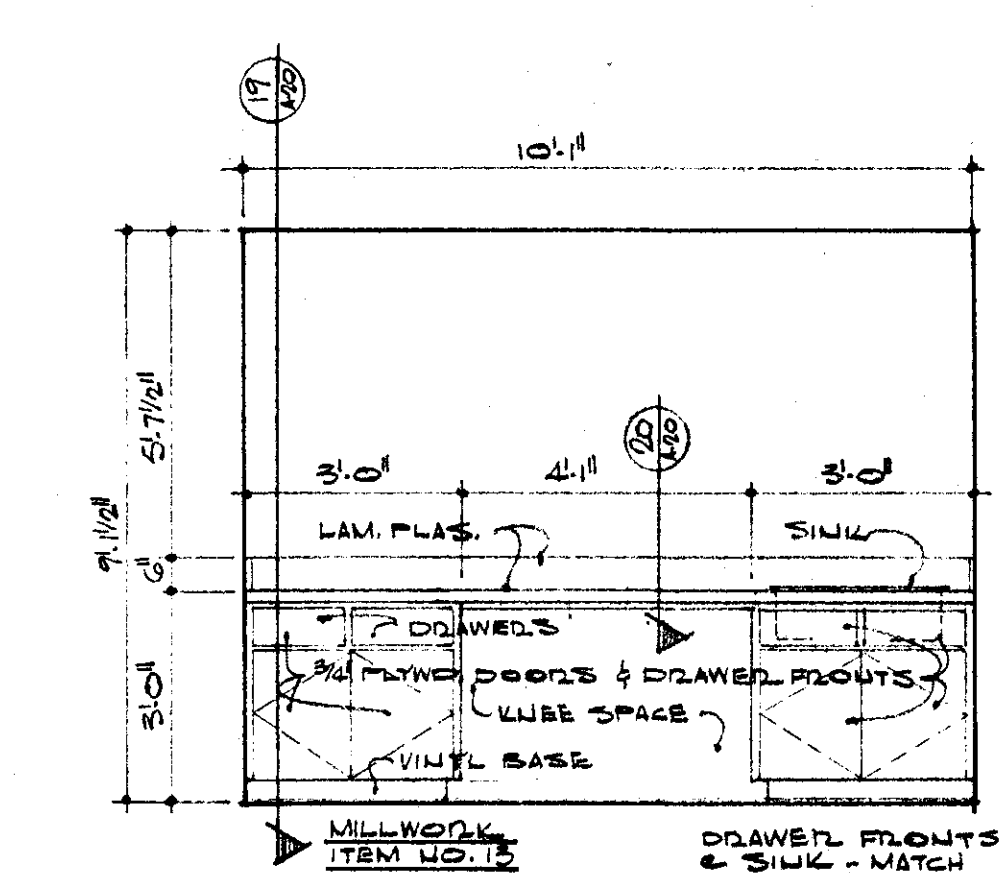 19
A-20
10'-1"
5'-7 1/2"
9'-1 1/2"
6"
3'-0"
20
A-20
3'-0"
4'-1"
3'-0"
LAM. PLAS.
SINK
DRAWERS
3/4" PLYWD DOORS & DRAWER FRONTS
KNEE SPACE
VINYL BASE
MILLWORK
ITEM NO. 13
DRAWER FRONTS
@ SINK - MATCH